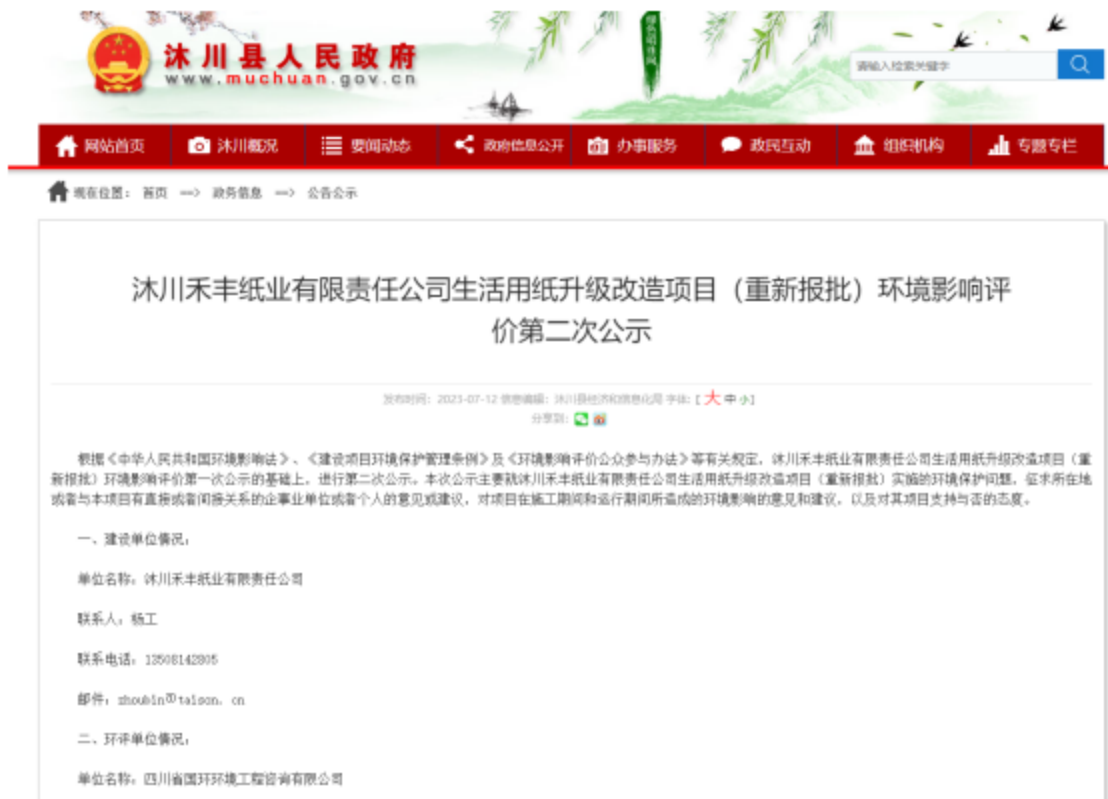 沐川县人民政府
www.muchuan.gov.cn
请输入检索关键字
网站首页 沐川概况 要闻动态 政府信息公开 办事服务 政民互动 组织机构 专题专栏
现在位置： 首页 ==> 政务信息 ==> 公告公示
沐川禾丰纸业有限责任公司生活用纸升级改造项目（重新报批）环境影响评
价第二次公示
发布时间：2023-07-12 信息编辑：沐川县经济和信息化局 字体: [ 大 中 小 ]
分享到：
根据《中华人民共和国环境影响法》、《建设项目环境保护管理条例》及《环境影响评价公众参与办法》等有关规定，沐川禾丰纸业有限责任公司生活用纸升级改造项目（重
新报批）环境影响评价第一次公示的基础上，进行第二次公示。本次公示主要就沐川禾丰纸业有限责任公司生活用纸升级改造项目（重新报批）实施的环境保护问题，征求所在地
或者与本项目有直接或者间接关系的企事业单位或者个人的意见或建议，对项目在施工期间和运行期间所造成的环境影响的意见和建议，以及对其项目支持与否的态度。
一、建设单位情况：
单位名称：沐川禾丰纸业有限责任公司
联系人：杨工
联系电话：13508142805
邮件：zhoubin@taison．cn
二、环评单位情况：
单位名称：四川省国环环境工程咨询有限公司